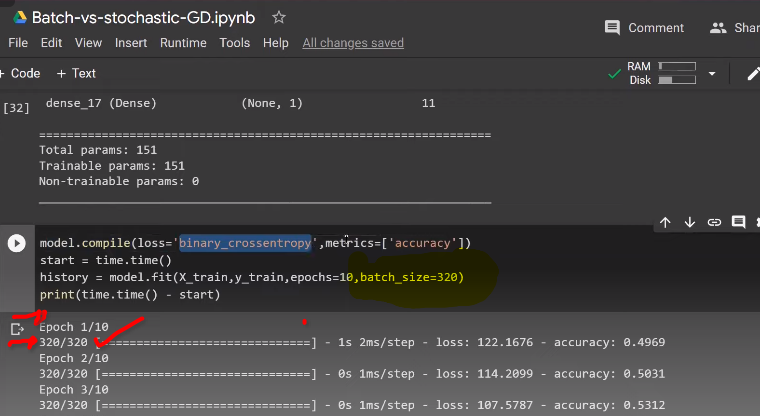 Batch-vs-stochastic-GD.ipynb
Comment
File Edit View Insert Runtime Tools Help All changes saved
+ Code + Text
RAM
Disk
[32] dense_17 (Dense) (None, 1) 11
=================================================================
Total params: 151
Trainable params: 151
Non-trainable params: 0
_________________________________________________________________
model.compile(loss='binary_crossentropy',metrics=['accuracy'])
start = time.time()
history = model.fit(X_train,y_train,epochs=10,batch_size=320)
print(time.time() - start)
Epoch 1/10
320/320 [==============================] - 1s 2ms/step - loss: 122.1676 - accuracy: 0.4969
Epoch 2/10
320/320 [==============================] - 0s 1ms/step - loss: 114.2099 - accuracy: 0.5031
Epoch 3/10
320/320 [==============================] - 0s 1ms/step - loss: 107.5787 - accuracy: 0.5312